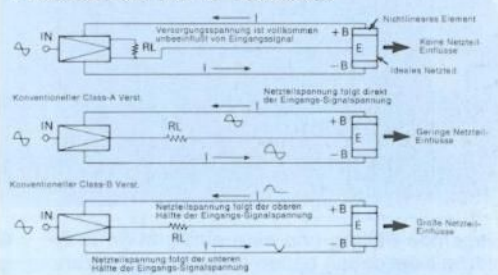 i
Versorgungsspannung ist vollkommen
unbeeinflußt von Eingangssignal
+B
Nichtlineares Element
IN
RL
E
Keine Netzteil-
Einflüsse
i
-B
Ideales Netzteil
Konventioneller Class-A Verst.
Netzteilspannung folgt direkt
der Eingangs-Signalspannung
+B
IN
RL
E
Geringe Netzteil-
Einflüsse
i
-B
Konventioneller Class-B Verst.
i
Netzteilspannung folgt der oberen
Hälfte der Eingangs-Signalspannung
+B
IN
RL
E
Große Netzteil-
Einflüsse
i
-B
Netzteilspannung folgt der unteren
Hälfte der Eingangs-Signalspannung